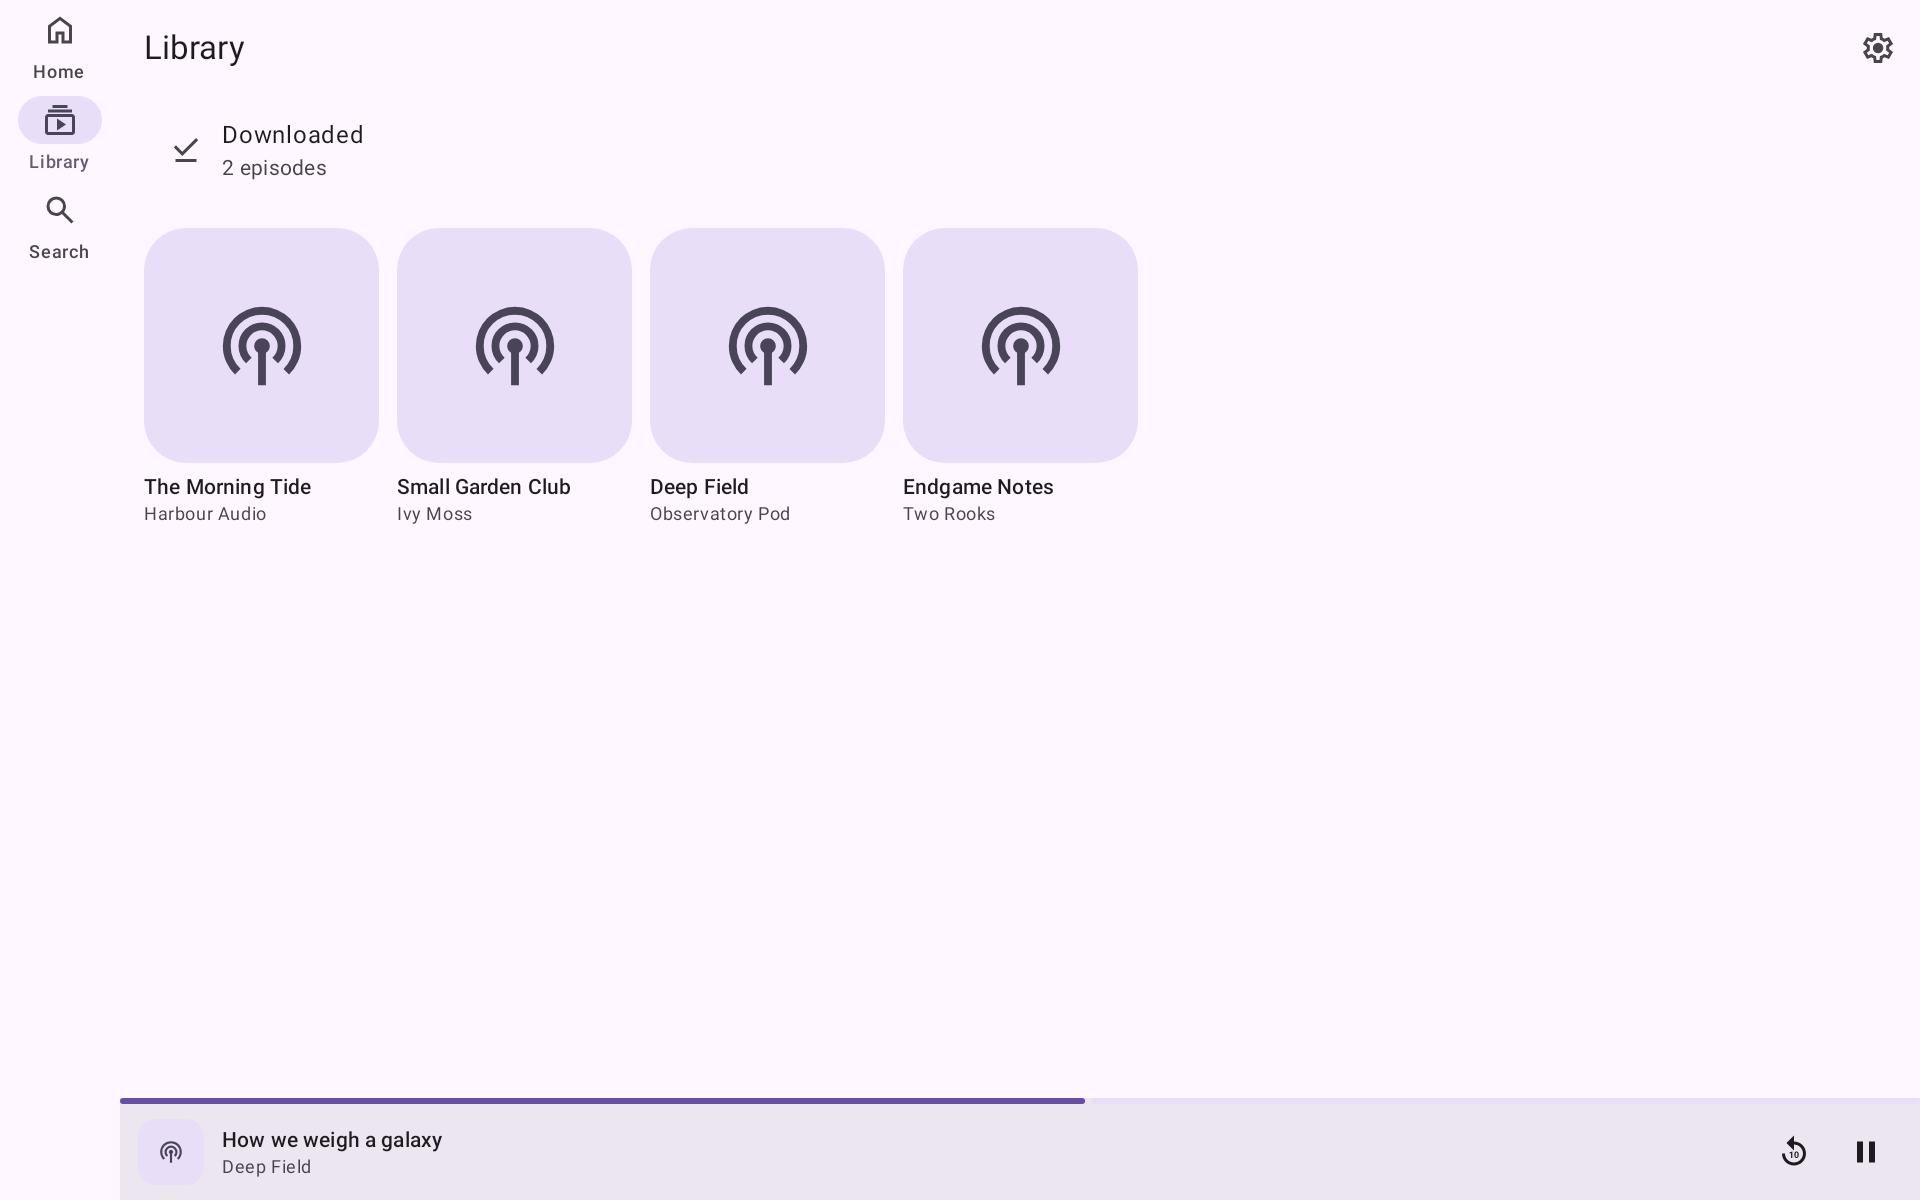 Home
Library
Search
Library
Downloaded
2 episodes
The Morning Tide
Harbour Audio
Small Garden Club
Ivy Moss
Deep Field
Observatory Pod
Endgame Notes
Two Rooks
How we weigh a galaxy
Deep Field
10